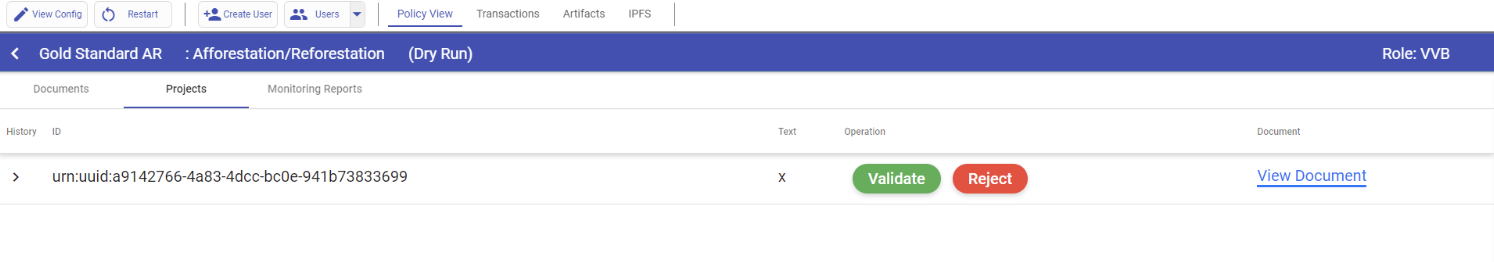 View Config Restart Create User Users Policy View Transactions Artifacts IPFS
Gold Standard AR : Afforestation/Reforestation (Dry Run) Role: VVB
Documents Projects Monitoring Reports
History ID Text Operation Document
urn:uuid:a9142766-4a83-4dcc-bc0e-941b73833699 x Validate Reject View Document